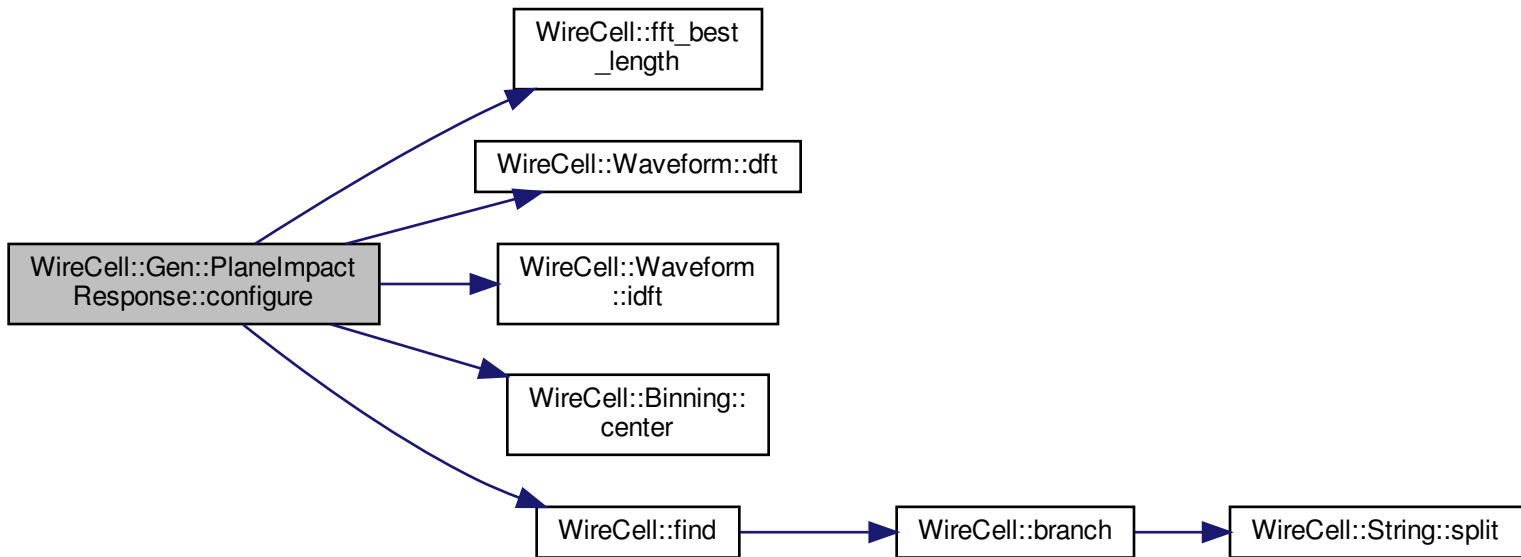 WireCell::fft_best
_length
WireCell::Waveform::dft
WireCell::Gen::PlaneImpact
Response::configure
WireCell::Waveform
::idft
WireCell::Binning::
center
WireCell::find
WireCell::branch
WireCell::String::split